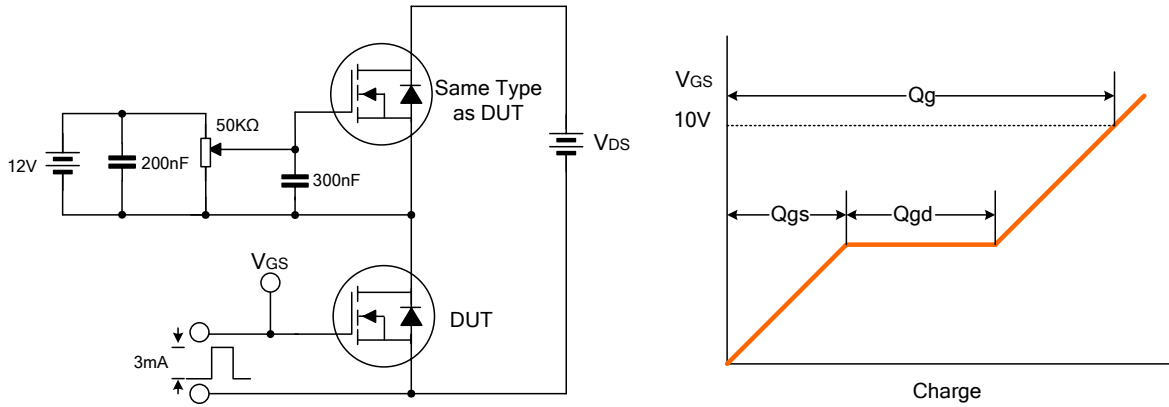 Same Type
as DUT
50KΩ
12V
200nF
300nF
VDS
VGS
DUT
3mA
VGS
Qg
10V
Qgs
Qgd
Charge